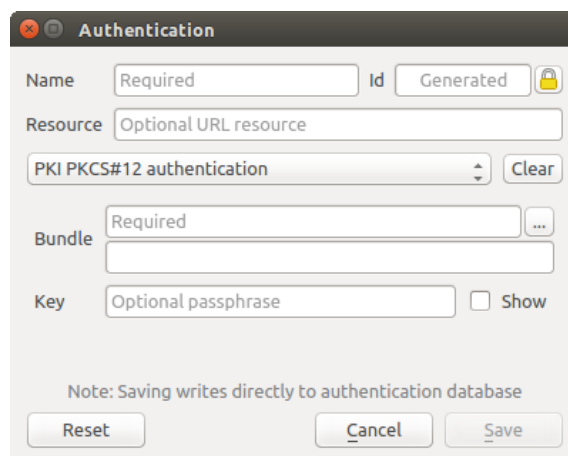 Authentication
Name Required Id Generated
Resource Optional URL resource
PKI PKCS#12 authentication Clear
Bundle Required ...
Key Optional passphrase Show
Note: Saving writes directly to authentication database
Reset Cancel Save